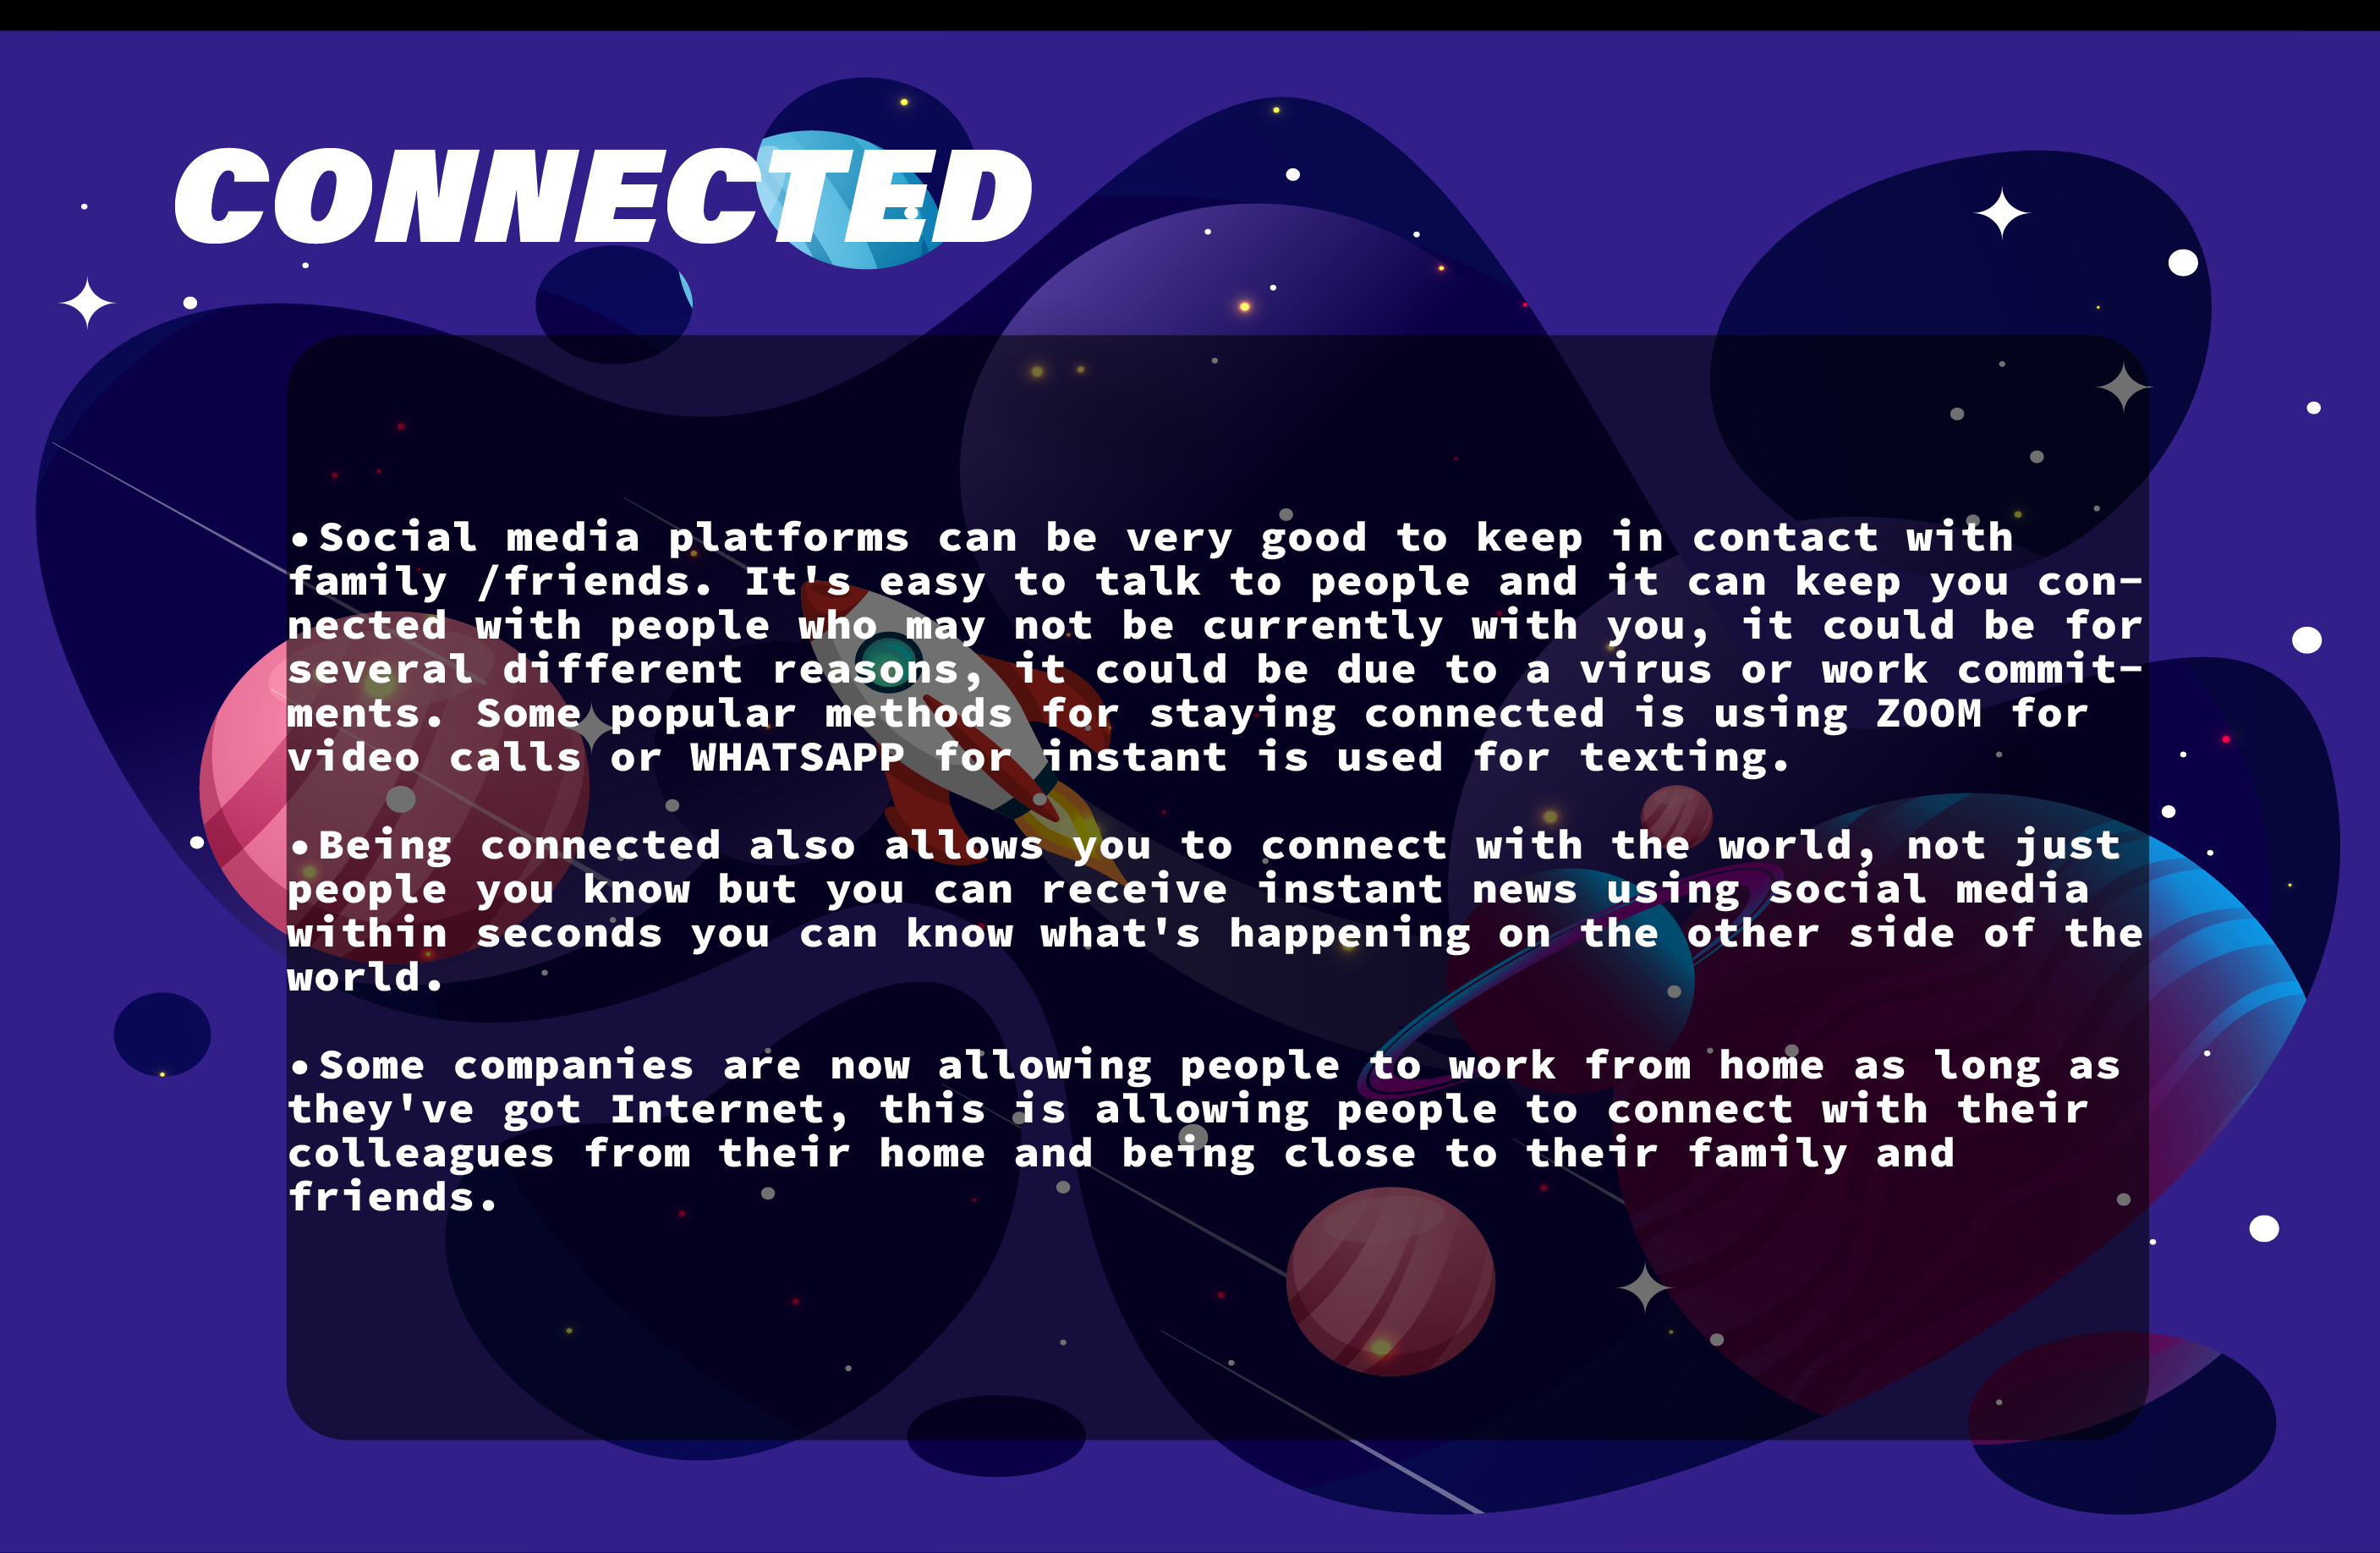 CONNECTED
•Social media platforms can be very good to keep in contact with
family /friends. It's easy to talk to people and it can keep you con-
nected with people who may not be currently with you, it could be for
several different reasons, it could be due to a virus or work commit-
ments. Some popular methods for staying connected is using ZOOM for
video calls or WHATSAPP for instant is used for texting.
•Being connected also allows you to connect with the world, not just
people you know but you can receive instant news using social media
within seconds you can know what's happening on the other side of the
world.
•Some companies are now allowing people to work from home as long as
they've got Internet, this is allowing people to connect with their
colleagues from their home and being close to their family and
friends.